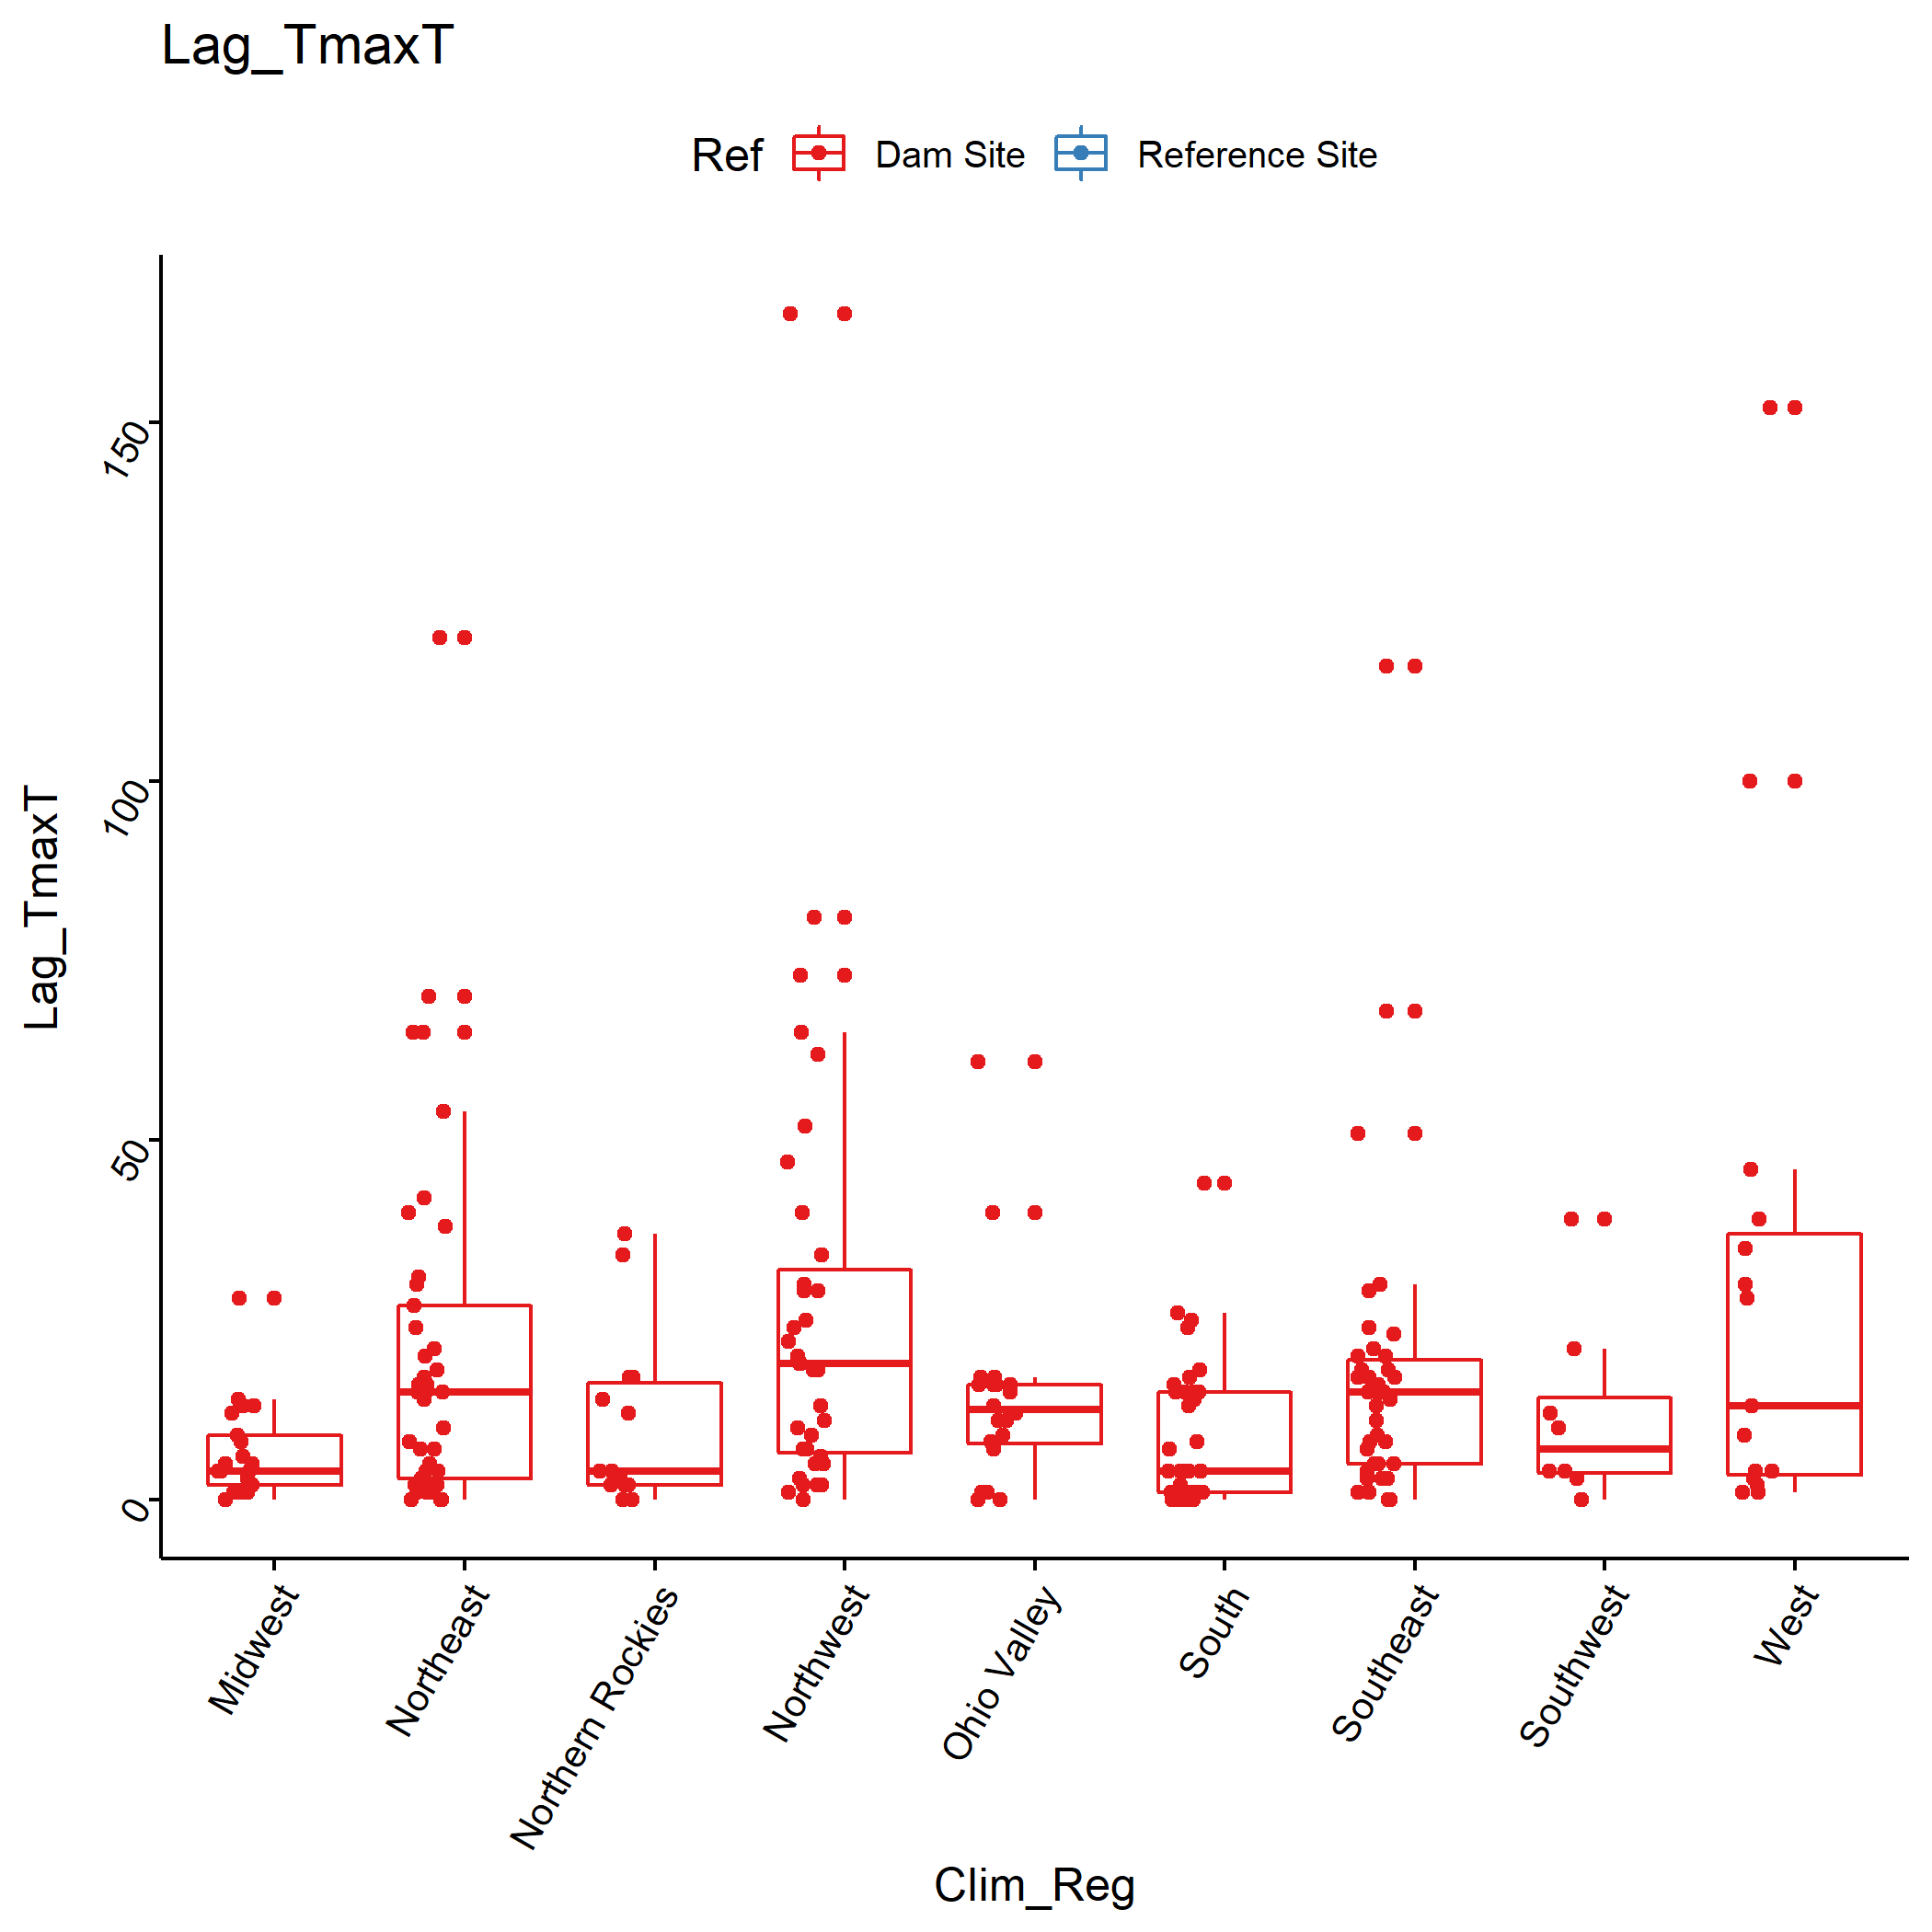 Lag_TmaxT
Ref Dam Site Reference Site
Lag_TmaxT
150
100
50
0
Midwest
Northeast
Northern Rockies
Northwest
Ohio Valley
South
Southeast
Southwest
West
Clim_Reg